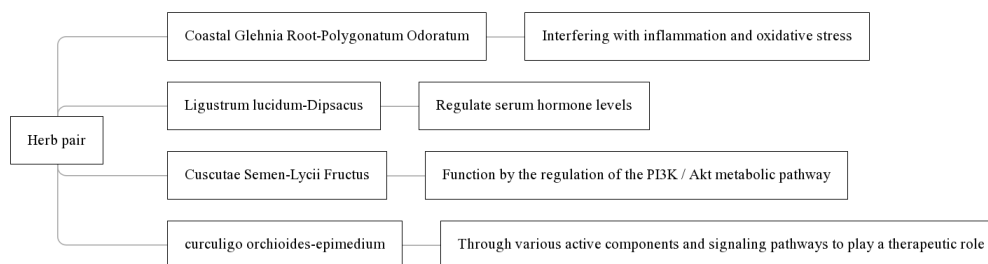 Coastal Glehnia Root-Polygonatum Odoratum
Interfering with inflammation and oxidative stress
Ligustrum lucidum-Dipsacus
Regulate serum hormone levels
Herb pair
Cuscutae Semen-Lycii Fructus
Function by the regulation of the PI3K / Akt metabolic pathway
curculigo orchioides-epimedium
Through various active components and signaling pathways to play a therapeutic role